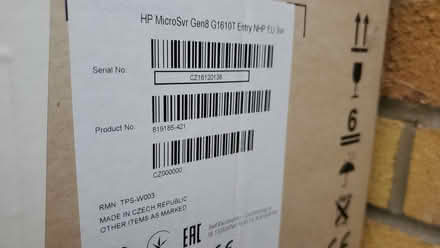 HP MicroSvr Gen8 G1610T Entry NHP EU Svr
Serial No.
CZ16120136
Product No.
819185-421
CZ000000
RMN: TPS-W003
MADE IN CZECH REPUBLIC
OTHER ITEMS AS MARKED
EAC
6